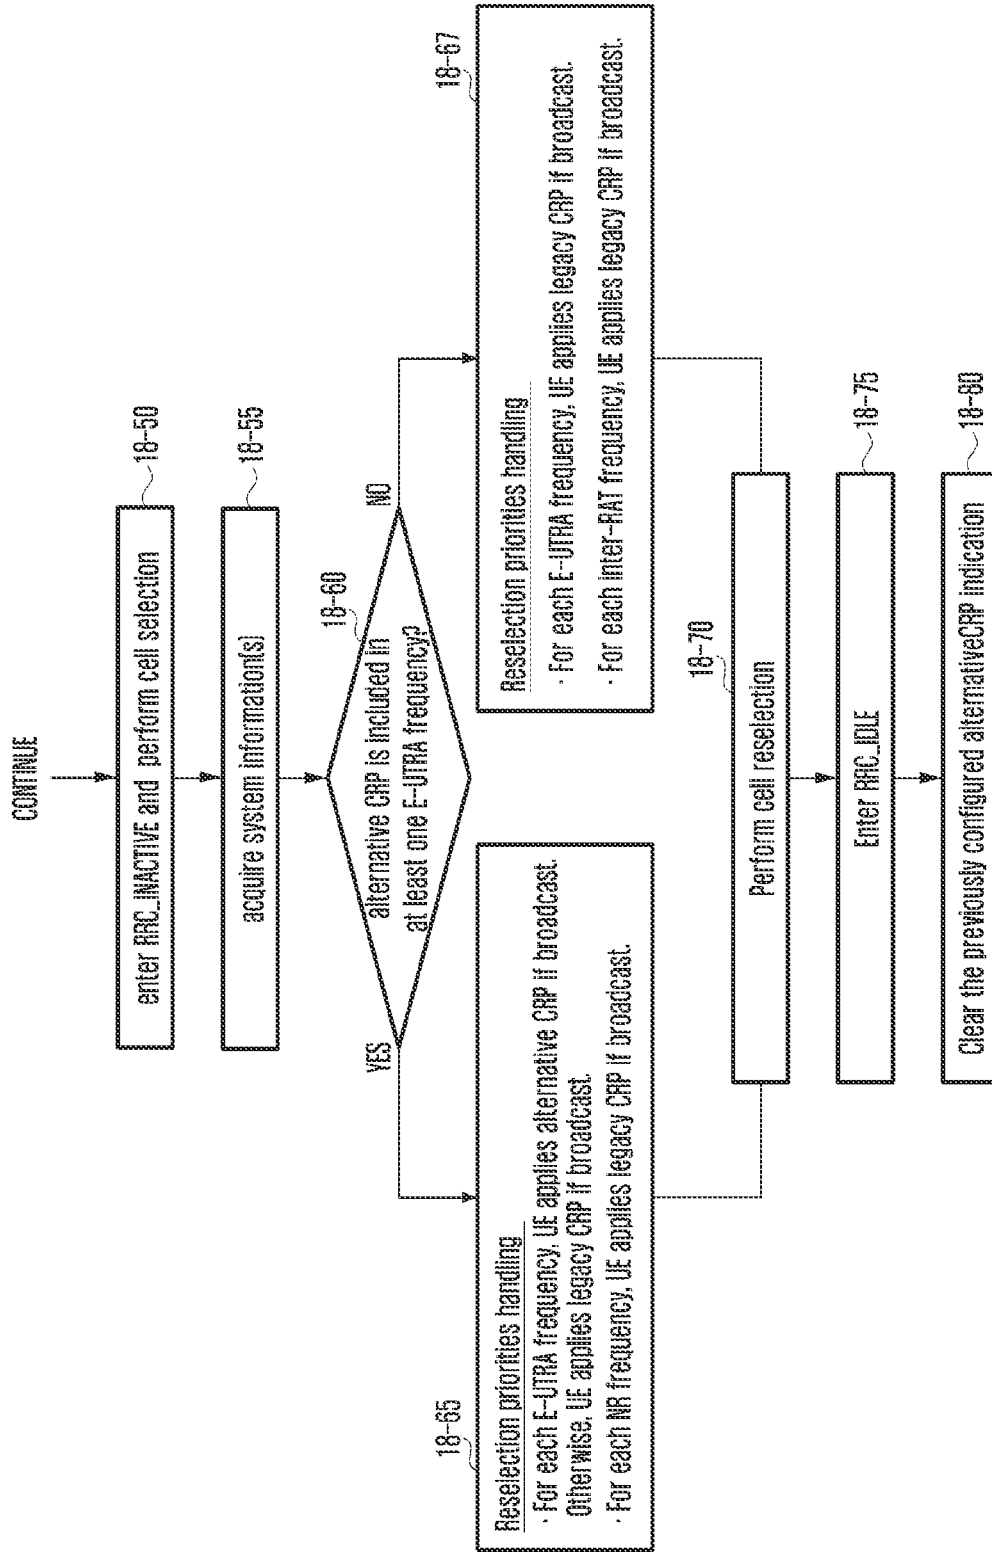 CONTINUE
enter RRC_INACTIVE and perform cell selection
18-50
acquire system information(s)
18-55
18-60
alternative CRP is included in
at least one E-UTRA frequency?
YES
NO
18-65
Reselection priorities handling
· For each E-UTRA frequency, UE applies alternative CRP if broadcast.
Otherwise, UE applies legacy CRP if broadcast.
· For each NR frequency, UE applies legacy CRP if broadcast.
18-67
Reselection priorities handling
· For each E-UTRA frequency, UE applies legacy CRP if broadcast.
· For each inter-RAT frequency, UE applies legacy CRP if broadcast.
18-70
Perform cell reselection
Enter RRC_IDLE
18-75
Clear the previously configured alternativeCRP indication
18-80